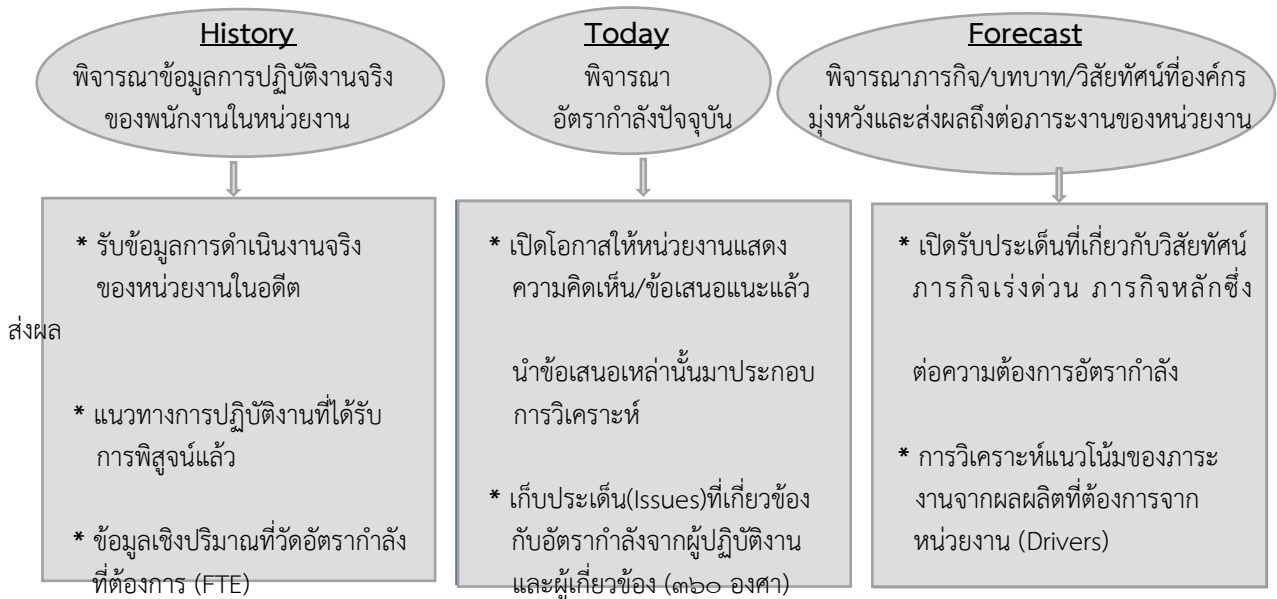 History
พิจารณาข้อมูลการปฏิบัติงานจริง
ของพนักงานในหน่วยงาน
* รับข้อมูลการดำเนินงานจริง
ของหน่วยงานในอดีต
ส่งผล
* แนวทางการปฏิบัติงานที่ได้รับ
การพิสูจน์แล้ว
* ข้อมูลเชิงปริมาณที่วัดอัตรากำลัง
ที่ต้องการ (FTE)
Today
พิจารณา
อัตรากำลังปัจจุบัน
* เปิดโอกาสให้หน่วยงานแสดง
ความคิดเห็น/ข้อเสนอแนะแล้ว
นำข้อเสนอเหล่านั้นมาประกอบ
การวิเคราะห์
* เก็บประเด็น(Issues)ที่เกี่ยวข้อง
กับอัตรากำลังจากผู้ปฏิบัติงาน
และผู้เกี่ยวข้อง (๓๖๐ องศา)
Forecast
พิจารณาภารกิจ/บทบาท/วิสัยทัศน์ที่องค์กร
มุ่งหวังและส่งผลถึงต่อภาระงานของหน่วยงาน
* เปิดรับประเด็นที่เกี่ยวกับวิสัยทัศน์
ภารกิจเร่งด่วน ภารกิจหลักซึ่ง
ต่อความต้องการอัตรากำลัง
* การวิเคราะห์แนวโน้มของภาระ
งานจากผลผลิตที่ต้องการจาก
หน่วยงาน (Drivers)